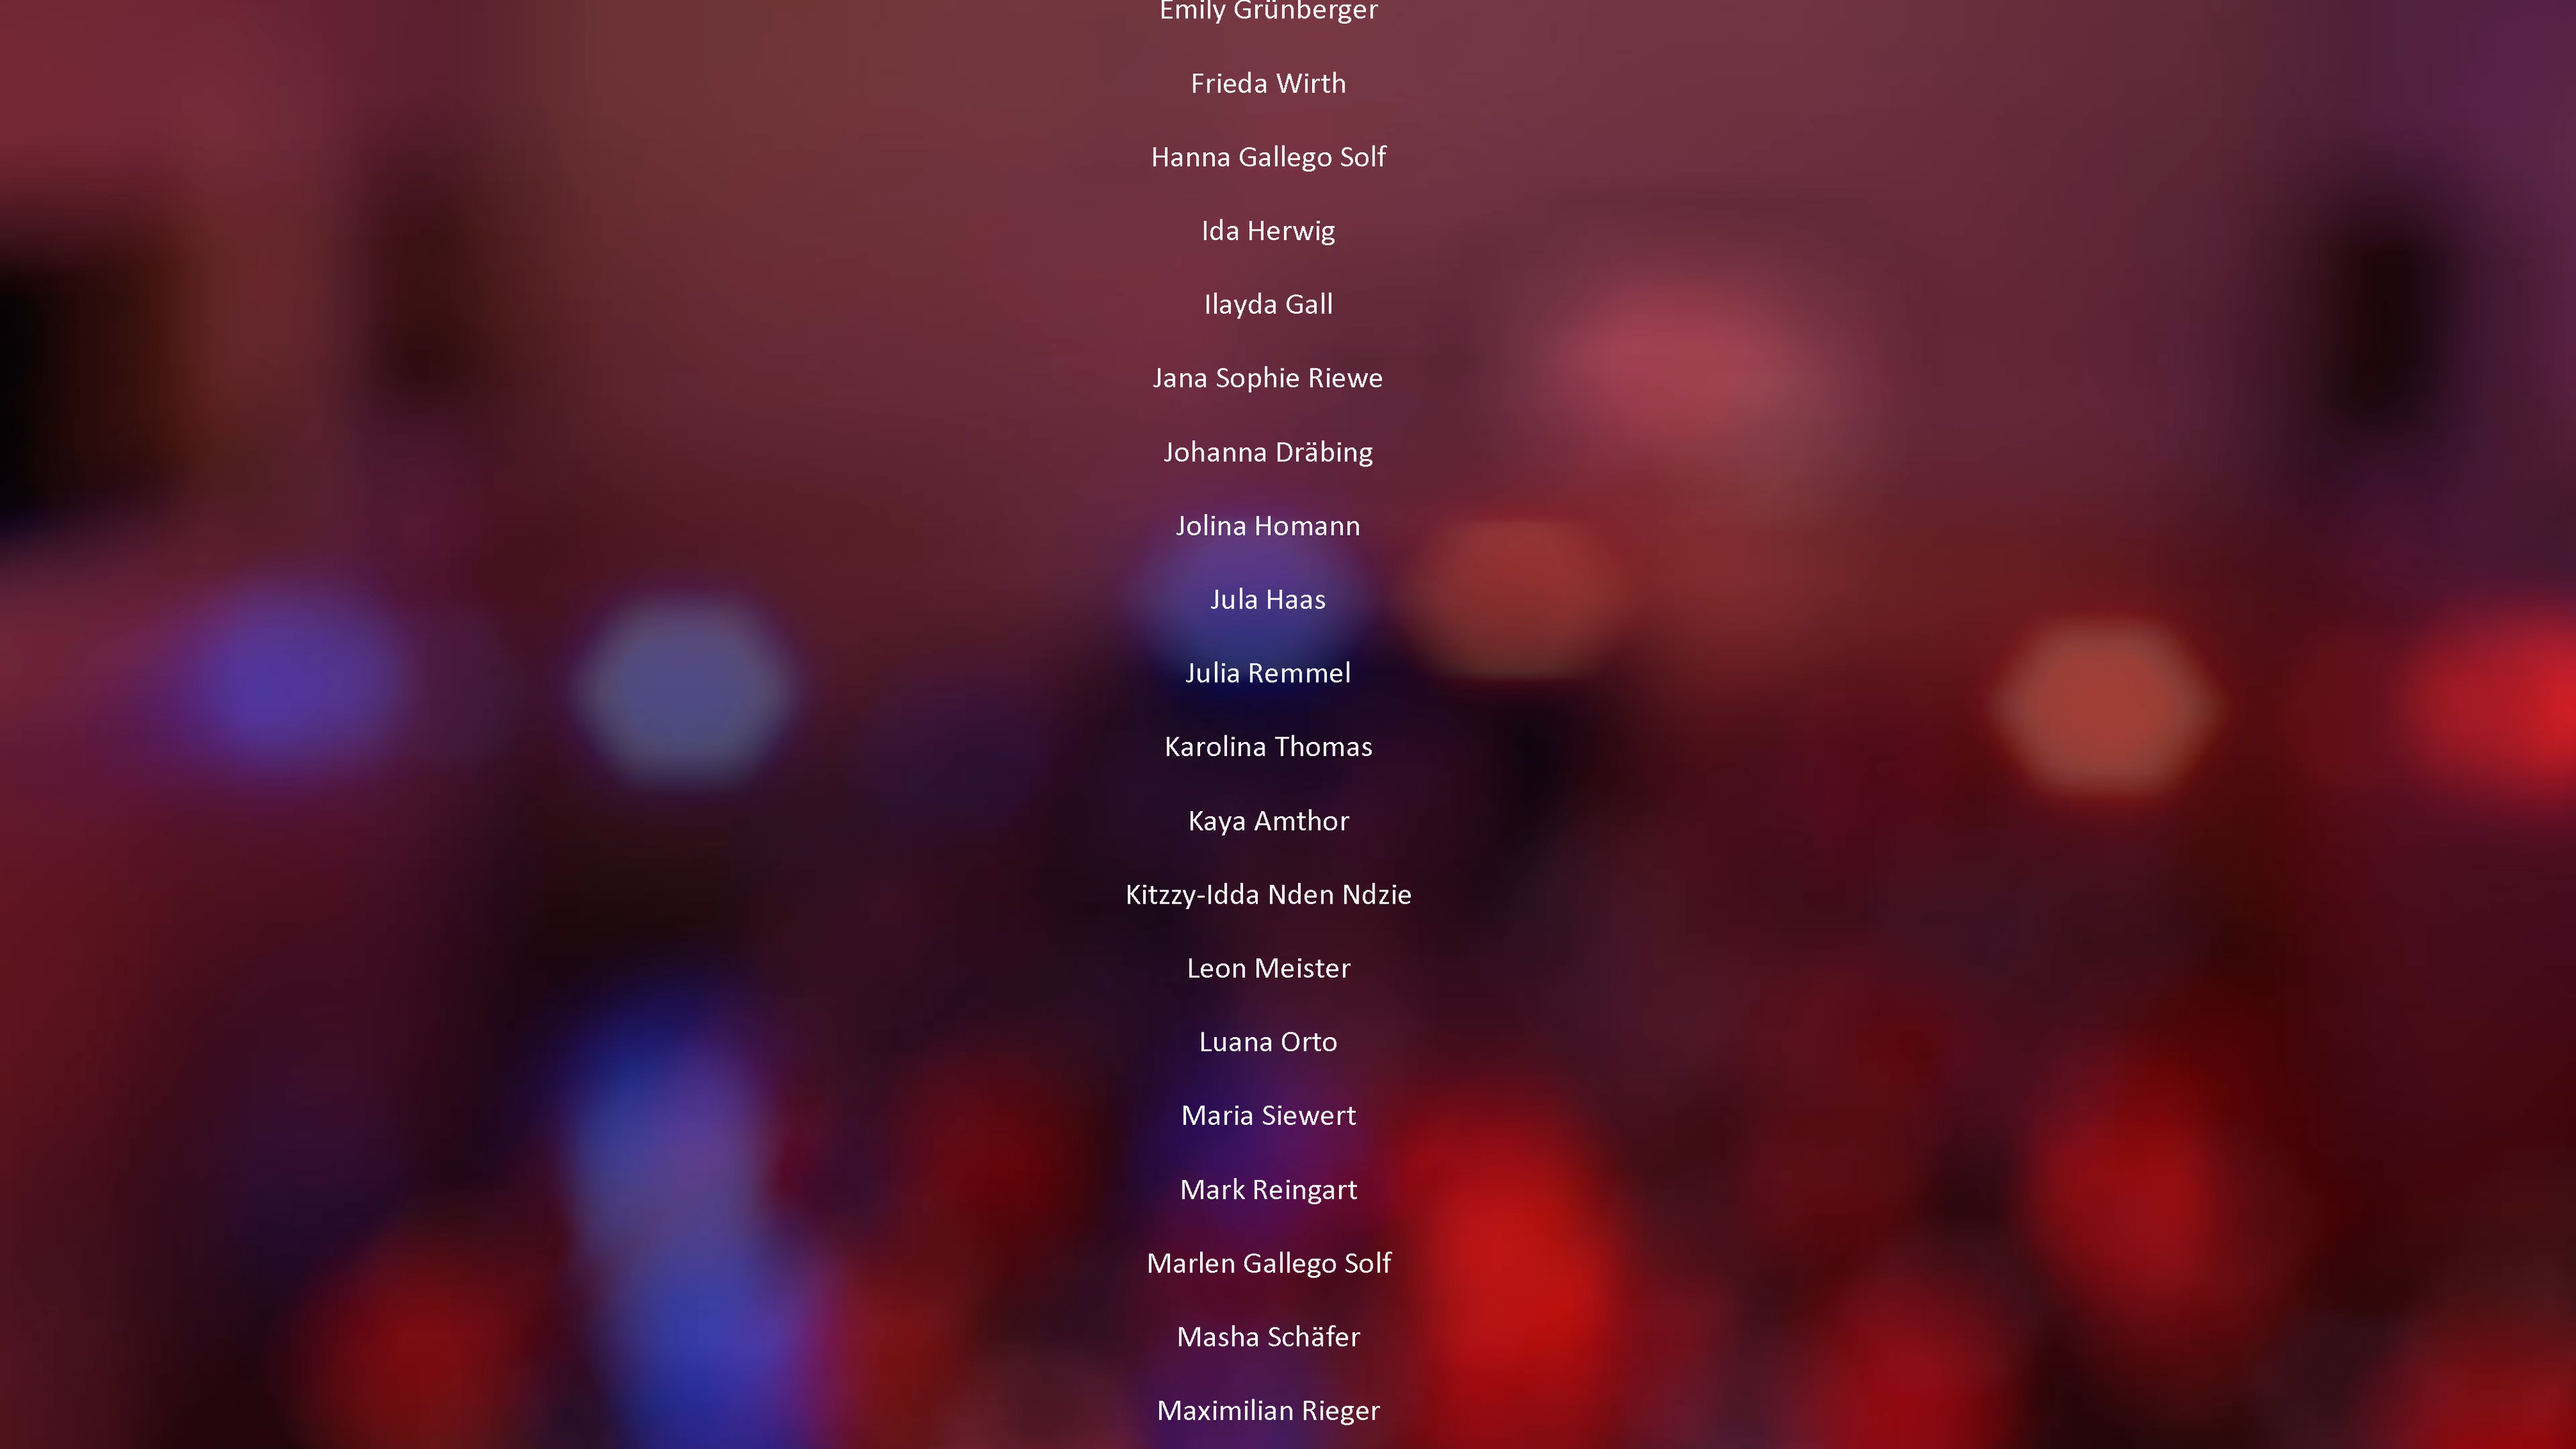 Emily Grünberger
Frieda Wirth
Hanna Gallego Solf
Ida Herwig
Ilayda Gall
Jana Sophie Riewe
Johanna Dräbing
Jolina Homann
Jula Haas
Julia Remmel
Karolina Thomas
Kaya Amthor
Kitzzy-Idda Nden Ndzie
Leon Meister
Luana Orto
Maria Siewert
Mark Reingart
Marlen Gallego Solf
Masha Schäfer
Maximilian Rieger